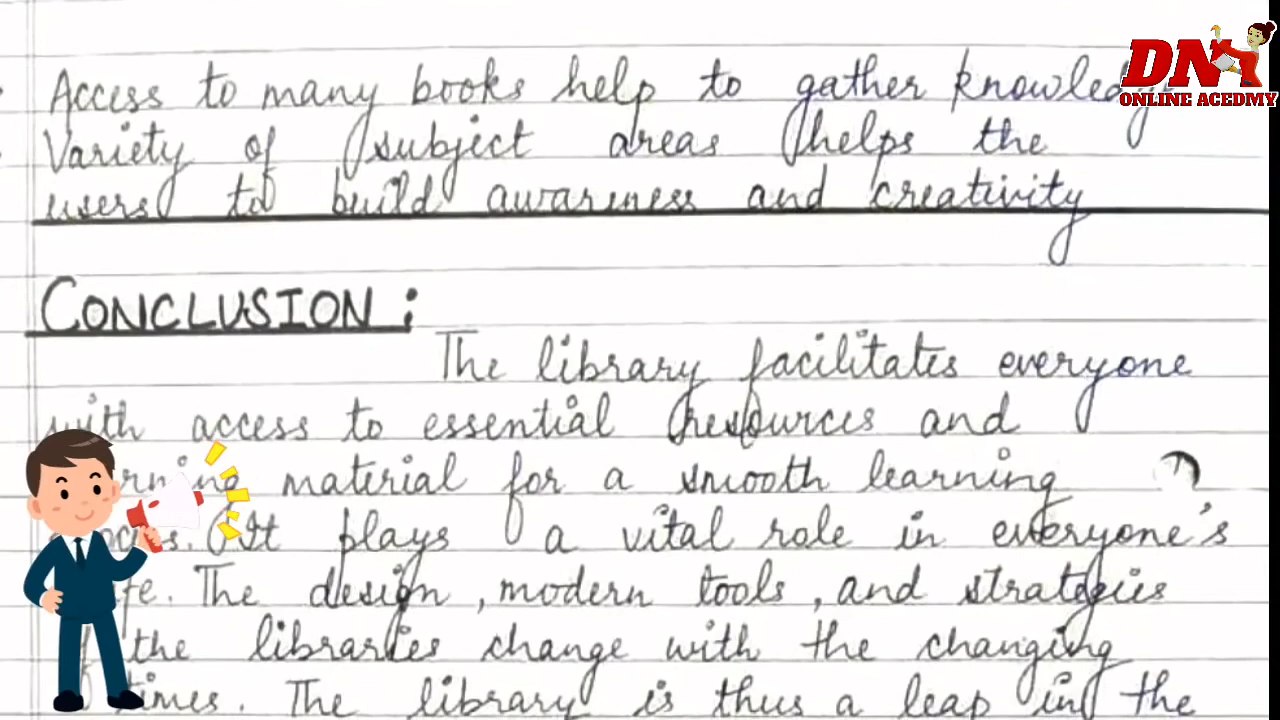 DN
ONLINE ACEDMY
Access to many books help to gather knowledge
Variety of subject areas helps the
users to build awareness and creativity
CONCLUSION :
The library facilitates everyone
with access to essential resources and
material for a smooth learning
It plays a vital role in everyone's
The design, modern tools, and strategies
the libraries change with the changing
times. The library is thus a leap in the